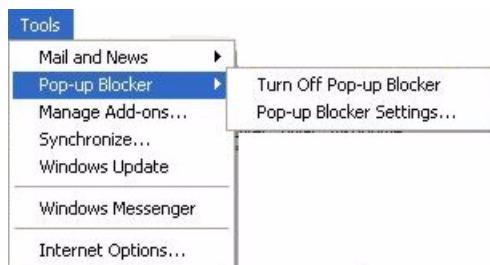 Tools
Mail and News
Pop-up Blocker
Turn Off Pop-up Blocker
Manage Add-ons...
Pop-up Blocker Settings...
Synchronize...
Windows Update
Windows Messenger
Internet Options...